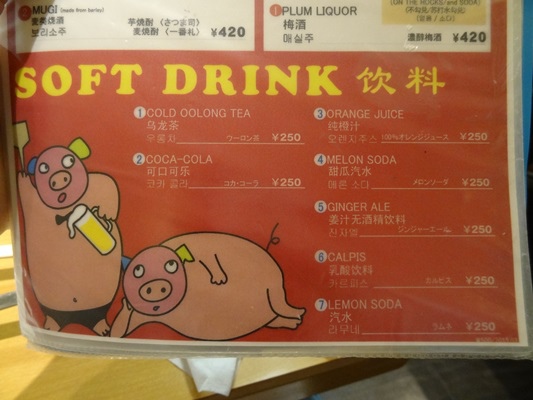 MUGI (made from barley)
麦类烧酒
보리소주
芋焼酎〈さつま司〉
麦焼酎〈一番札〉 ¥420
PLUM LIQUOR
梅酒
매실주
(ON THE ROCKS and SODA)
濃醇梅酒 ¥420
SOFT DRINK 饮料
1 COLD OOLONG TEA
乌龙茶
우롱차 ウーロン茶 ¥250
2 COCA-COLA
可口可乐
코카 콜라 コカ・コーラ ¥250
3 ORANGE JUICE
纯橙汁
오렌지주스 100%オレンジジュース ¥250
4 MELON SODA
甜瓜汽水
메론 소다 メロンソーダ ¥250
5 GINGER ALE
姜汁无酒精饮料
진자엘 ジンジャーエール ¥250
6 CALPIS
乳酸饮料
카르피스 カルピス ¥250
7 LEMON SODA
汽水
라무네 ラムネ ¥250